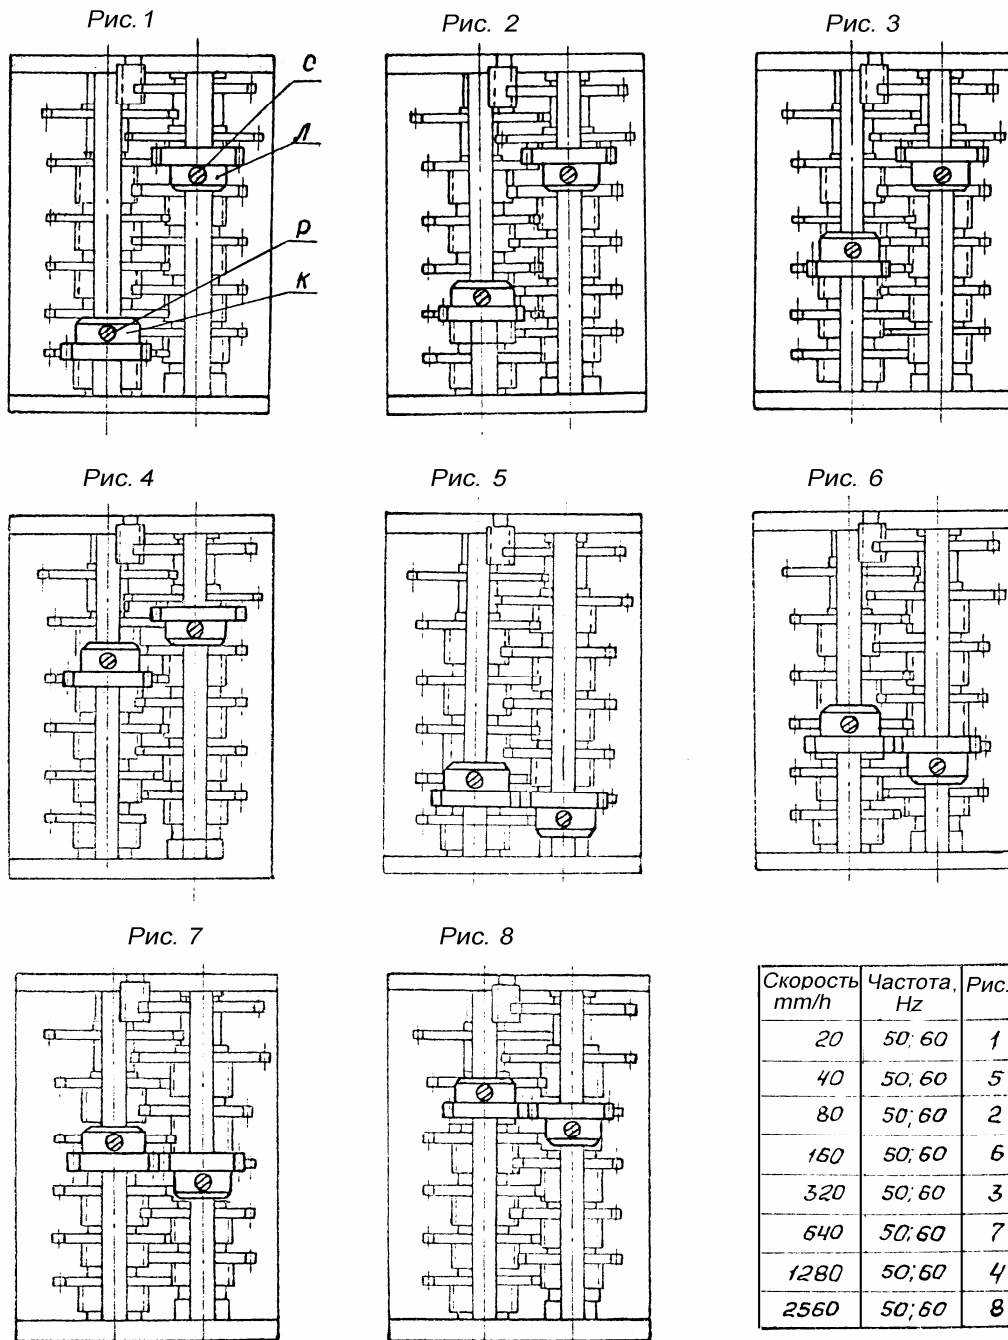 Рис. 1
Рис. 2
Рис. 3
С
Л
Р
К
Рис. 4
Рис. 5
Рис. 6
Рис. 7
Рис. 8
Скорость mm/h Частота, Hz Рис.
20 50; 60 1
40 50; 60 5
80 50; 60 2
160 50; 60 6
320 50; 60 3
640 50; 60 7
1280 50; 60 4
2560 50; 60 8